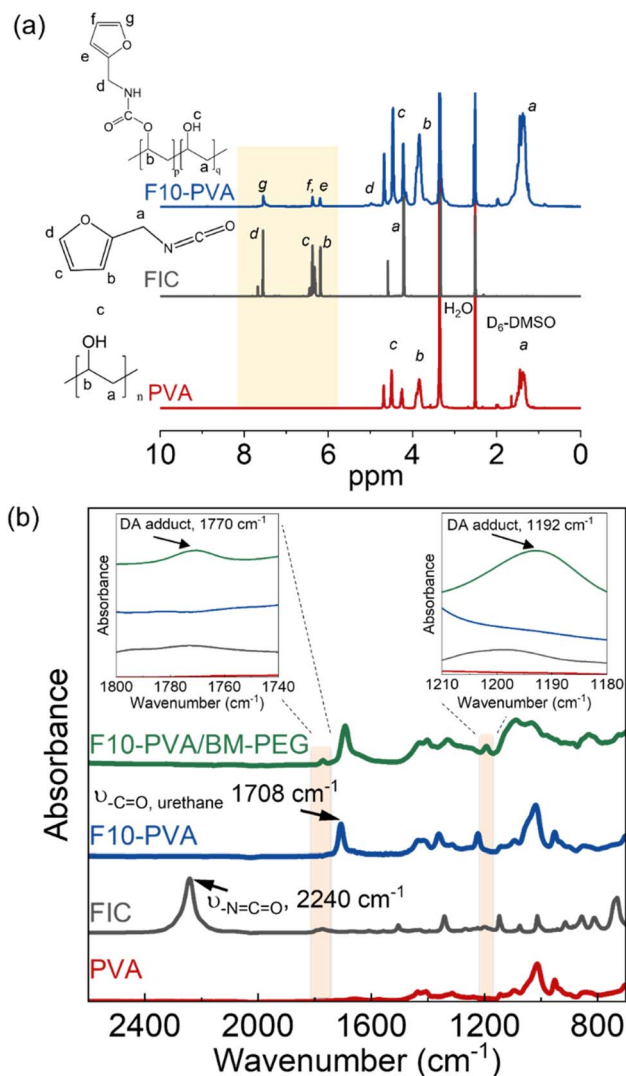 (a)
f
g
e
O
d
NH
c
O
O
OH
b
p
a
q
F10-PVA
g
f, e
d
c
b
a
a
d
O
N
C
O
c
b
FIC
d
c
b
a
H₂O
D₆-DMSO
c
OH
b
a
n
PVA
c
b
a
10
8
6
4
2
0
ppm
(b)
DA adduct, 1770 cm⁻¹
Absorbance
1800
1780
1760
1740
Wavenumber (cm⁻¹)
DA adduct, 1192 cm⁻¹
Absorbance
1210
1200
1190
1180
Wavenumber (cm⁻¹)
Absorbance
F10-PVA/BM-PEG
υ-C=O, urethane 1708 cm⁻¹
F10-PVA
υ-N=C=O, 2240 cm⁻¹
FIC
PVA
2400
2000
1600
1200
800
Wavenumber (cm⁻¹)